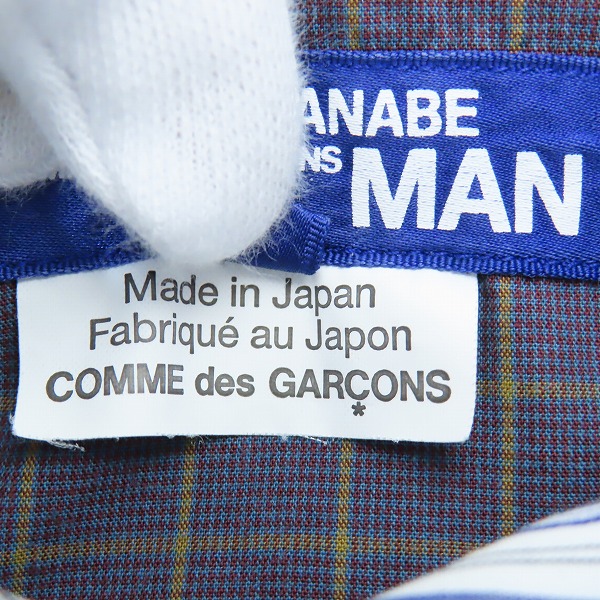 ANABE
NS MAN
Made in Japan
Fabriqué au Japon
COMME des GARÇONS
*